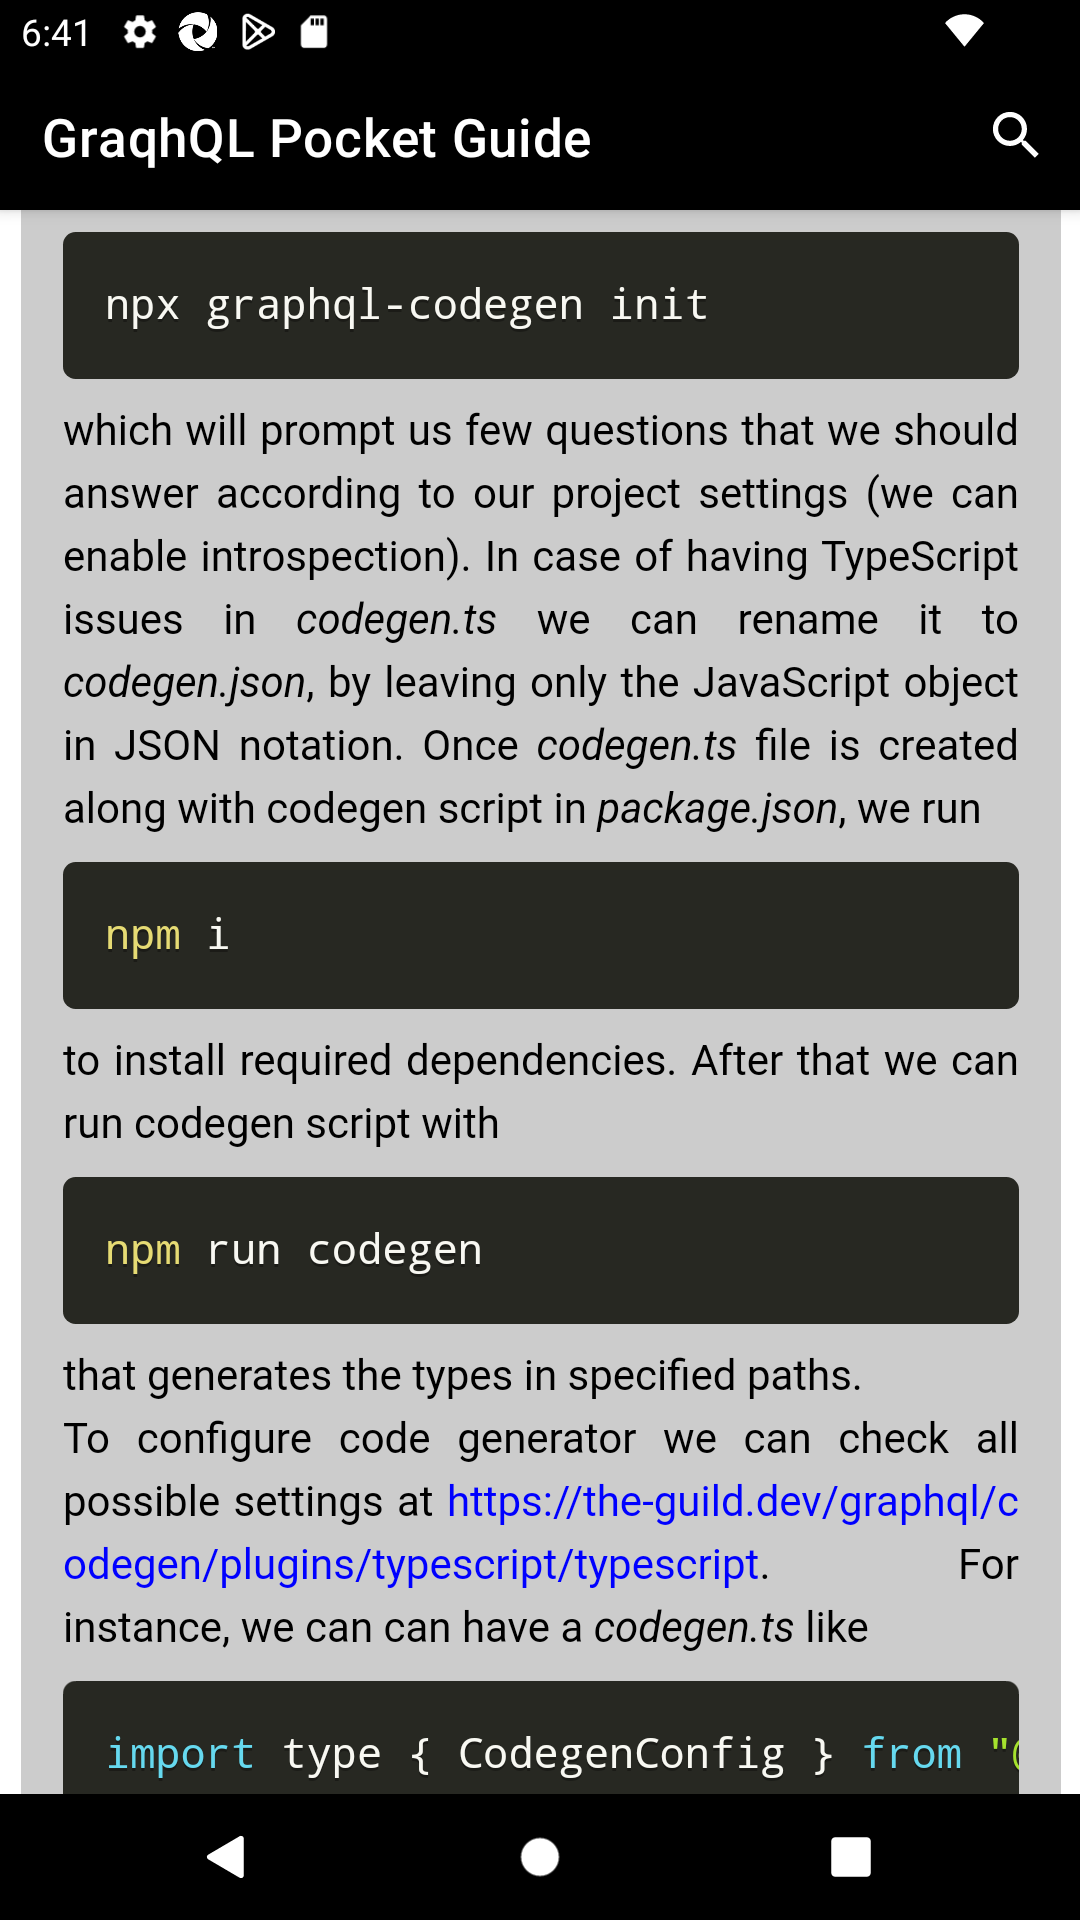 6:41
GraqhQL Pocket Guide
npx graphql-codegen init
which will prompt us few questions that we should
answer according to our project settings (we can
enable introspection). In case of having TypeScript
issues in codegen.ts we can rename it to
codegen.json, by leaving only the JavaScript object
in JSON notation. Once codegen.ts file is created
along with codegen script in package.json, we run
npm i
to install required dependencies. After that we can
run codegen script with
npm run codegen
that generates the types in specified paths.
To configure code generator we can check all
possible settings at https://the-guild.dev/graphql/c
odegen/plugins/typescript/typescript. For
instance, we can can have a codegen.ts like
import type { CodegenConfig } from "@